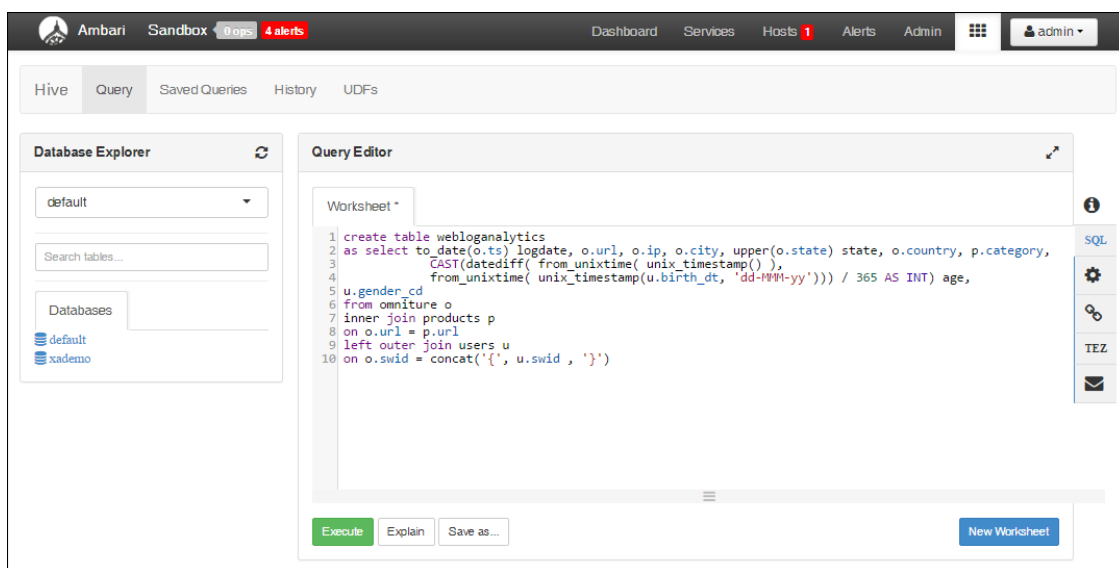 Ambari Sandbox 0 ops 4 alerts Dashboard Services Hosts 1 Alerts Admin admin
Hive Query Saved Queries History UDFs
Database Explorer
default
Search tables...
Databases
default
xademo
Query Editor
Worksheet *
1 create table webloganalytics
2 as select to_date(o.ts) logdate, o.url, o.ip, o.city, upper(o.state) state, o.country, p.category,
3 CAST(datediff( from_unixtime( unix_timestamp() ),
4 from_unixtime( unix_timestamp(u.birth_dt, 'dd-MMM-yy'))) / 365 AS INT) age,
5 u.gender_cd
6 from omniture o
7 inner join products p
8 on o.url = p.url
9 left outer join users u
10 on o.swid = concat('{', u.swid , '}')
Execute Explain Save as... New Worksheet
SQL
TEZ